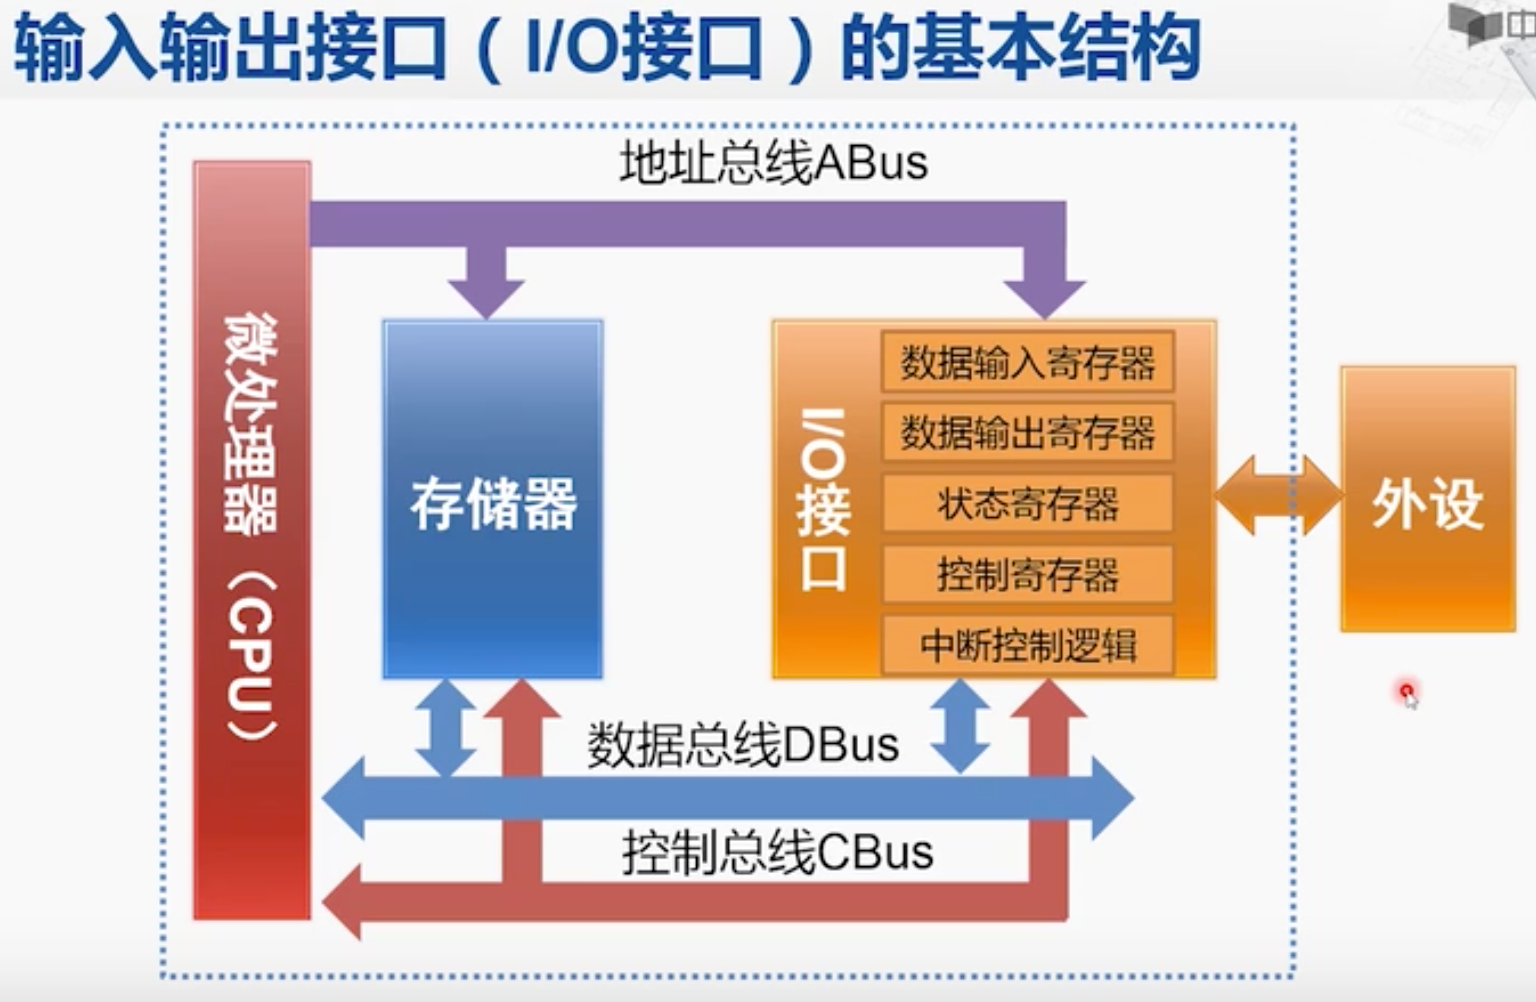 输入输出接口（I/O接口）的基本结构
中
地址总线ABus
微处理器（CPU）
存储器
I/O接口
数据输入寄存器
数据输出寄存器
状态寄存器
控制寄存器
中断控制逻辑
外设
数据总线DBus
控制总线CBus